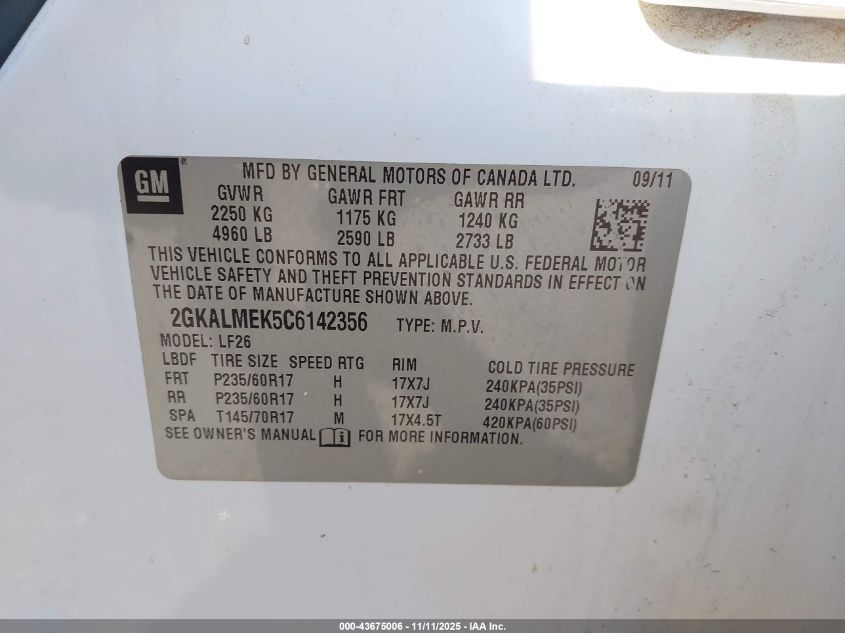 GM ®
MFD BY GENERAL MOTORS OF CANADA LTD. 09/11
GVWR GAWR FRT GAWR RR
2250 KG 1175 KG 1240 KG
4960 LB 2590 LB 2733 LB
THIS VEHICLE CONFORMS TO ALL APPLICABLE U.S. FEDERAL MOTOR
VEHICLE SAFETY AND THEFT PREVENTION STANDARDS IN EFFECT ON
THE DATE OF MANUFACTURE SHOWN ABOVE.
2GKALMEK5C6142356 TYPE: M.P.V.
MODEL: LF26
LBDF TIRE SIZE SPEED RTG RIM COLD TIRE PRESSURE
FRT P235/60R17 H 17X7J 240KPA(35PSI)
RR P235/60R17 H 17X7J 240KPA(35PSI)
SPA T145/70R17 M 17X4.5T 420KPA(60PSI)
SEE OWNER'S MANUAL FOR MORE INFORMATION.
000-43675006 - 11/11/2025 - IAA Inc.